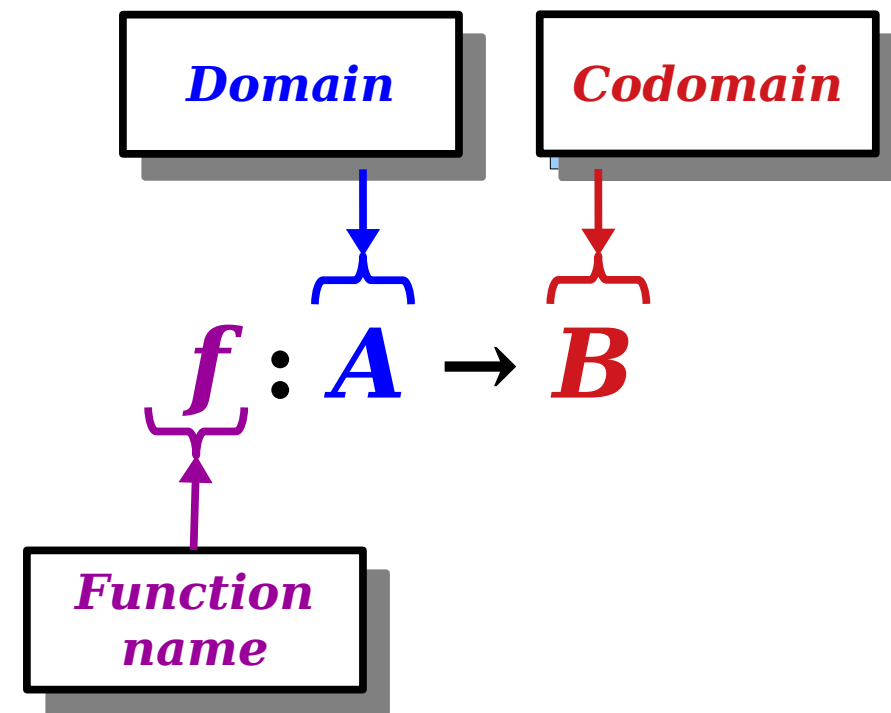 Domain
Codomain
f : A → B
Function
name